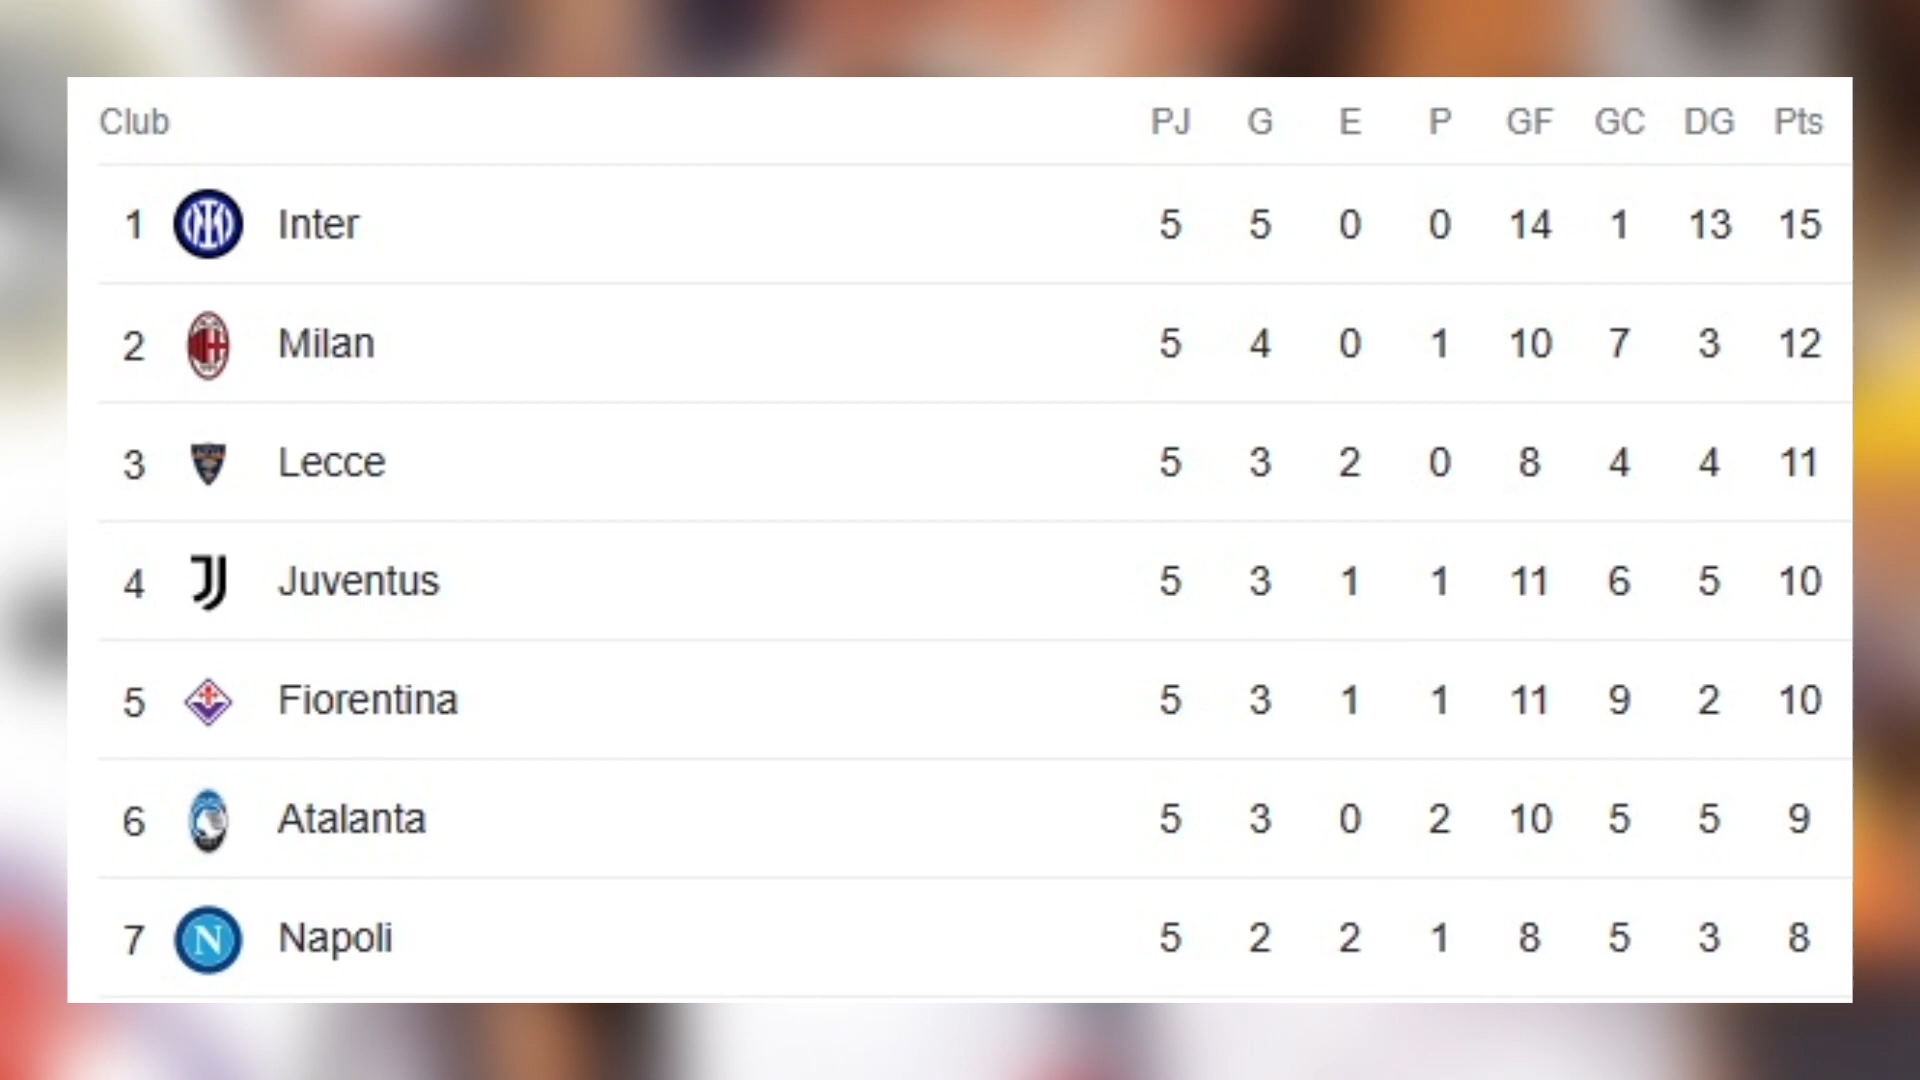 Club PJ G E P GF GC DG Pts
1 Inter 5 5 0 0 14 1 13 15
2 Milan 5 4 0 1 10 7 3 12
3 Lecce 5 3 2 0 8 4 4 11
4 Juventus 5 3 1 1 11 6 5 10
5 Fiorentina 5 3 1 1 11 9 2 10
6 Atalanta 5 3 0 2 10 5 5 9
7 N Napoli 5 2 2 1 8 5 3 8